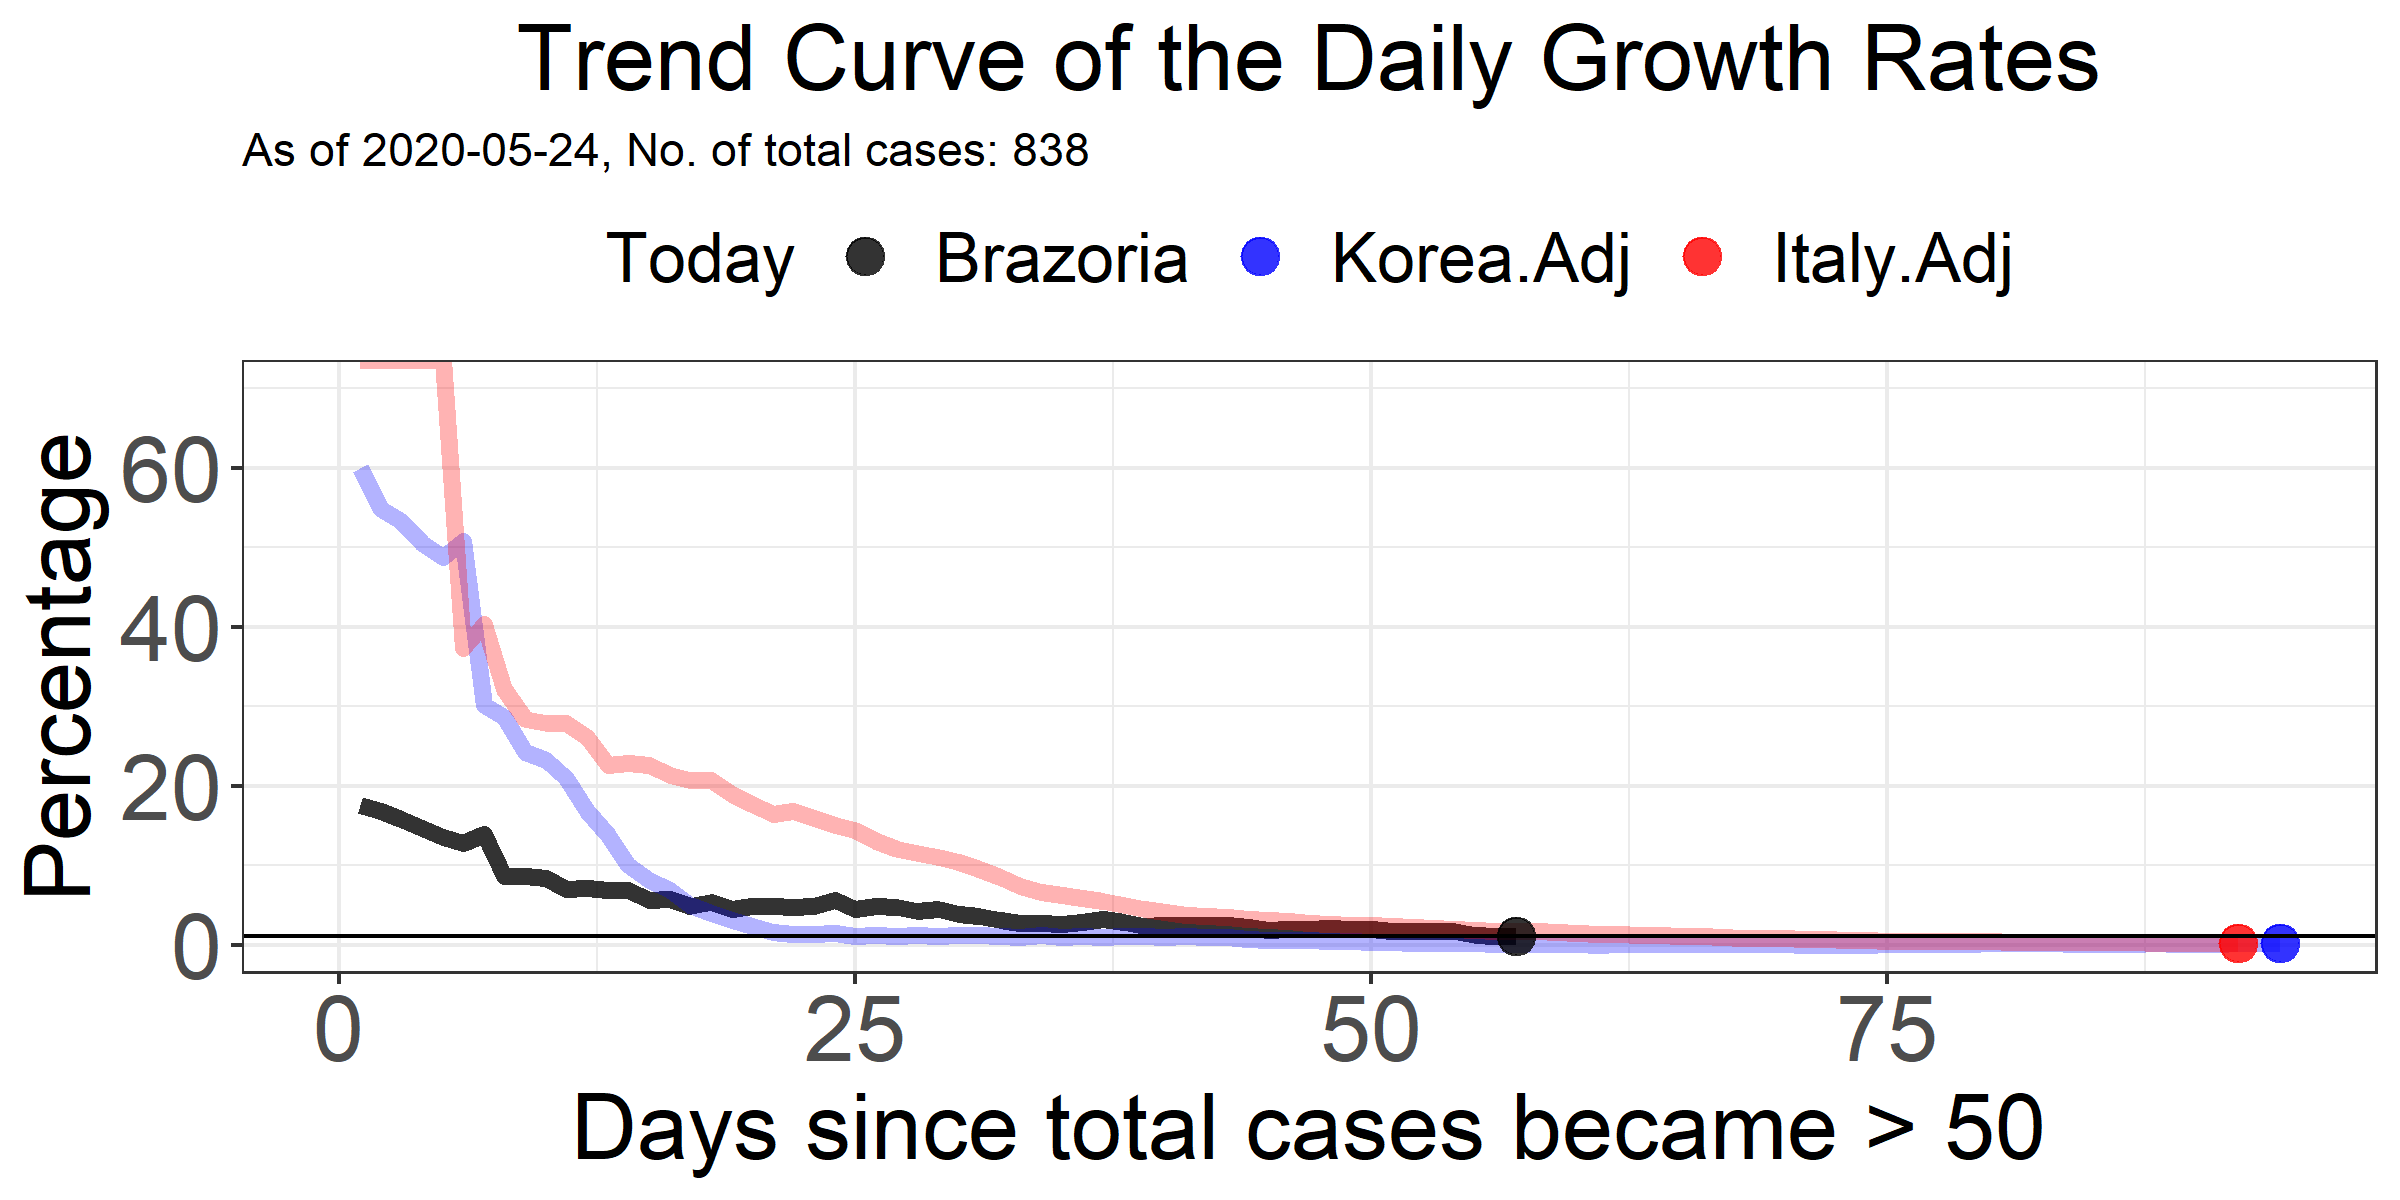 Trend Curve of the Daily Growth Rates
As of 2020-05-24, No. of total cases: 838
Today Brazoria Korea.Adj Italy.Adj
Percentage
60
40
20
0
0 25 50 75
Days since total cases became > 50